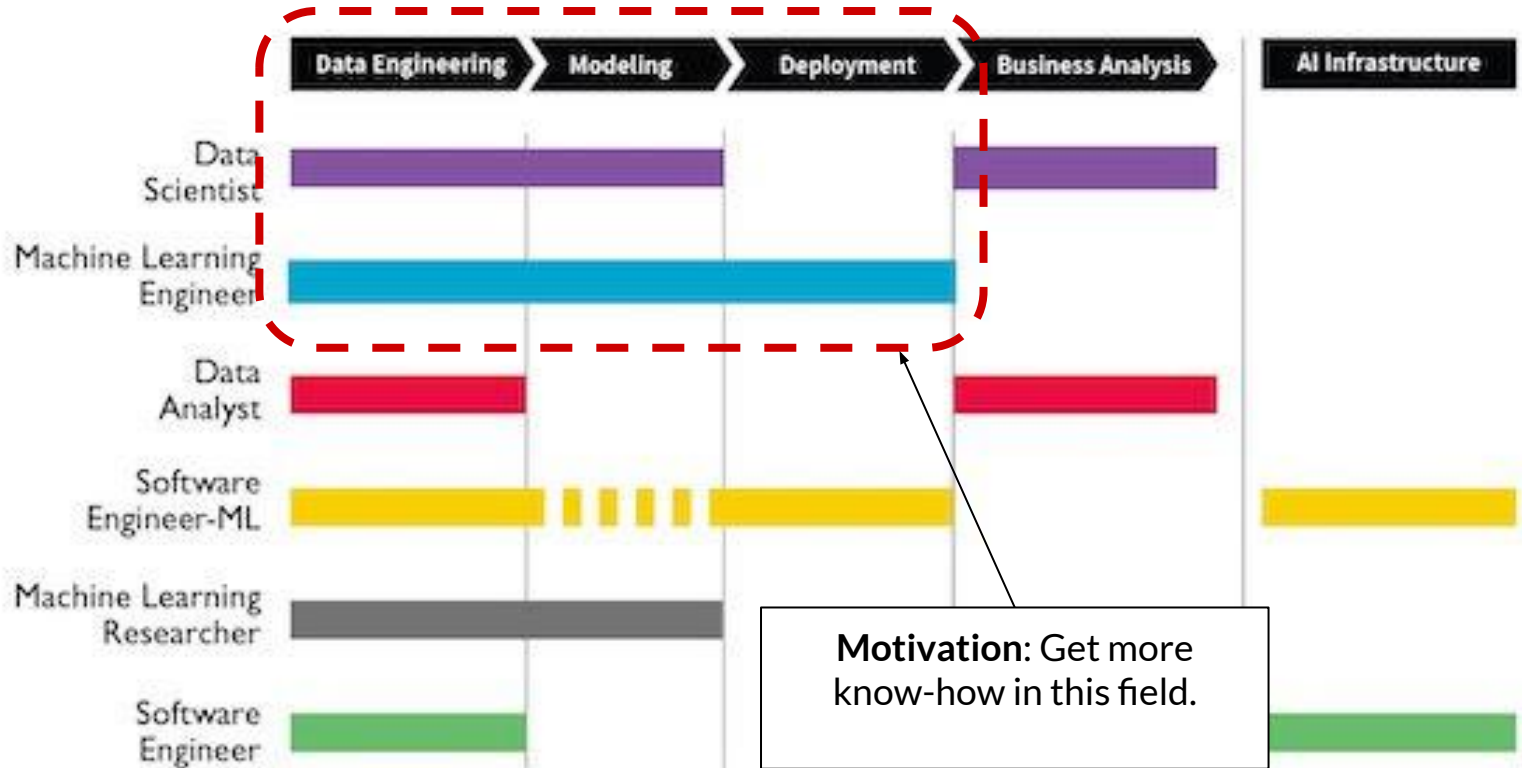 Data Engineering
Modeling
Deployment
Business Analysis
AI Infrastructure
Data
Scientist
Machine Learning
Engineer
Data
Analyst
Software
Engineer-ML
Machine Learning
Researcher
Motivation: Get more
know-how in this field.
Software
Engineer